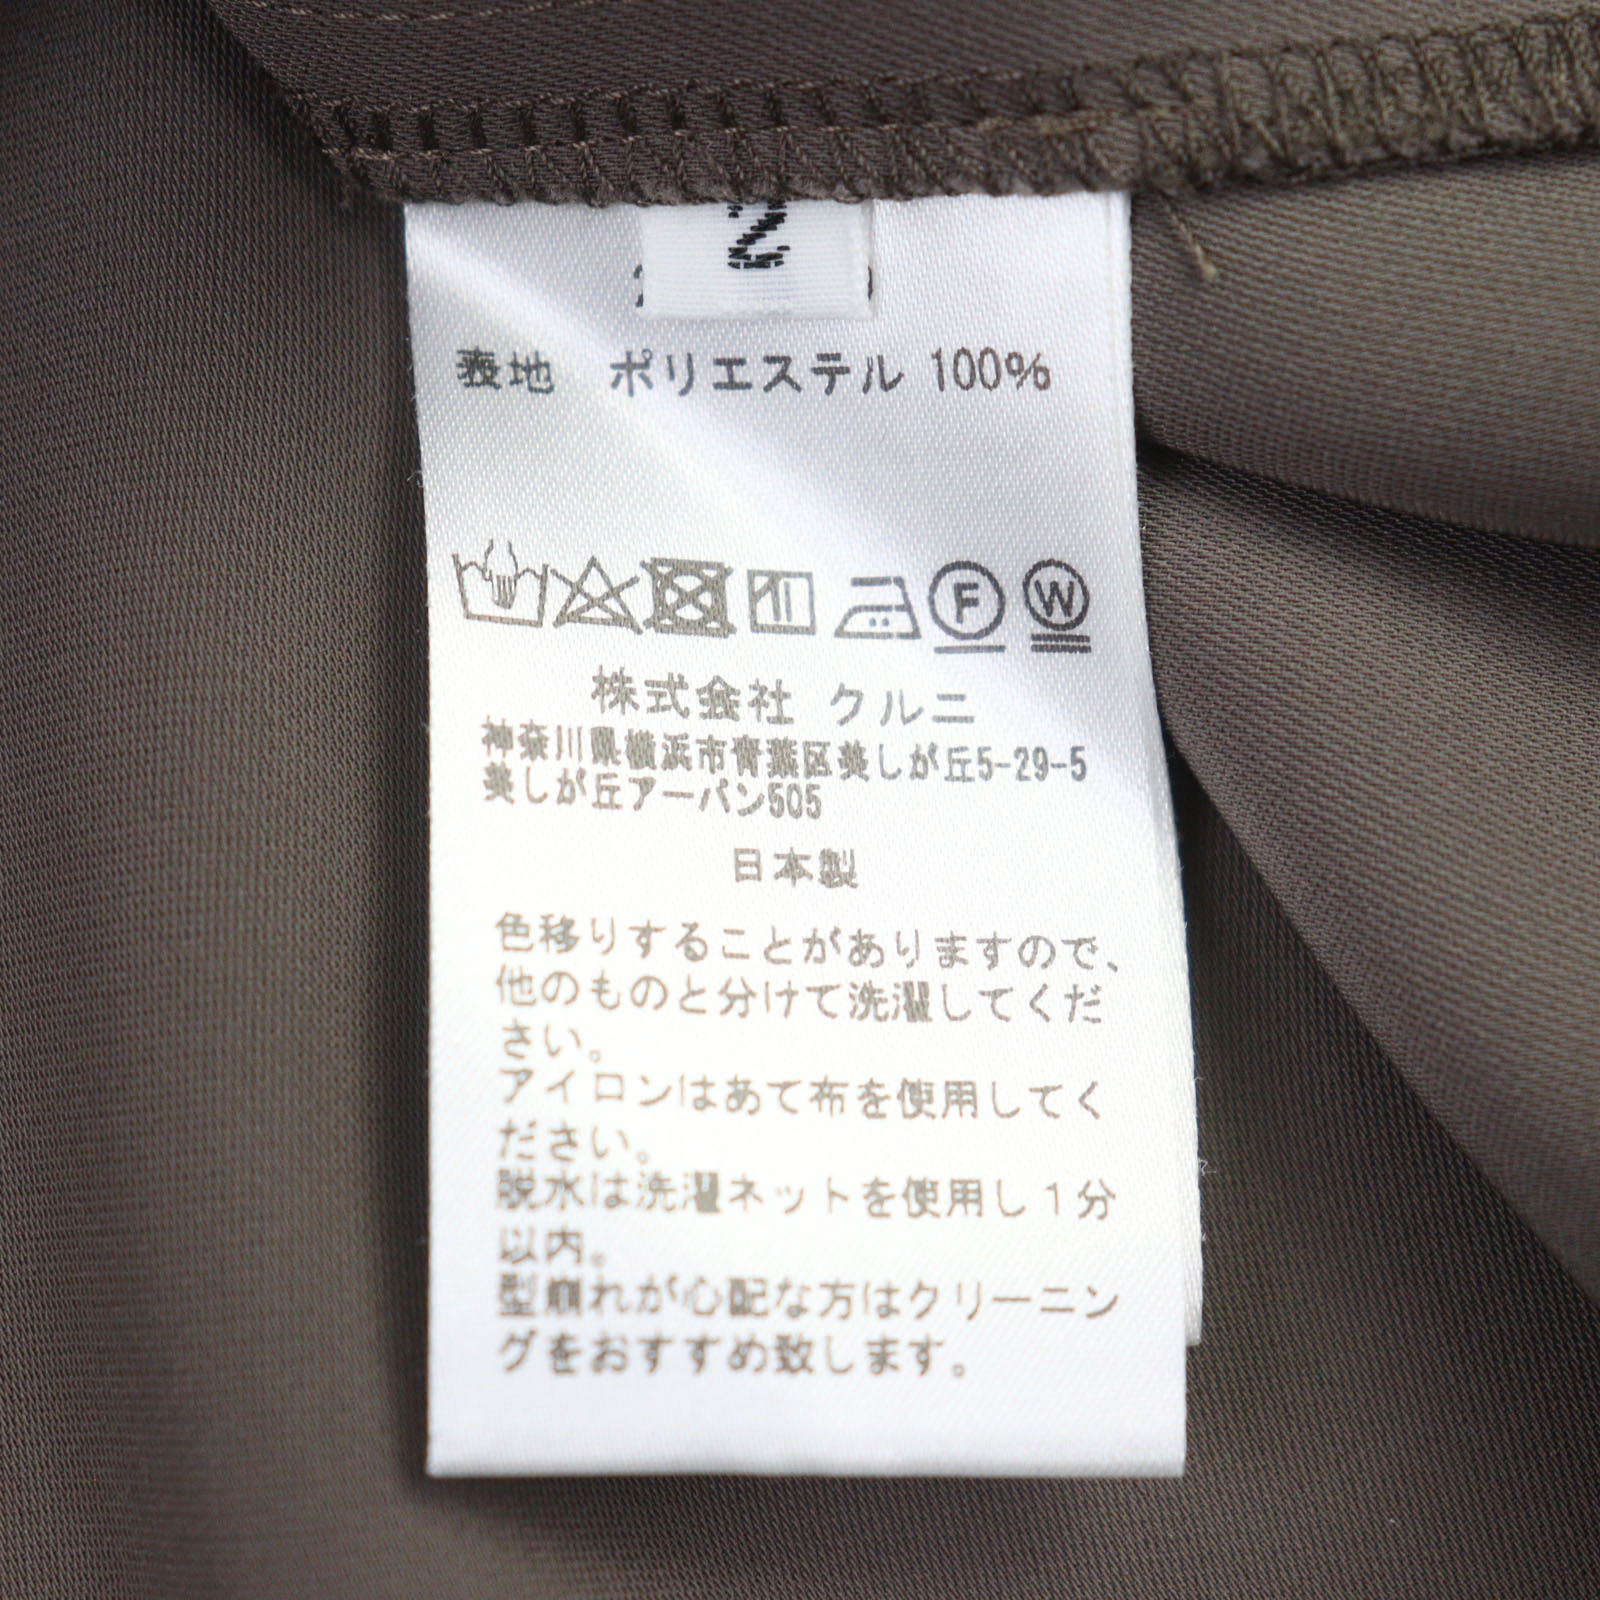 2
表地 ポリエステル 100%
F W
株式会社 クルニ
神奈川県横浜市青葉区美しが丘5-29-5
美しが丘アーバン505
日本製
色移りすることがありますので、
他のものと分けて洗濯してくだ
さい。
アイロンはあて布を使用してく
ださい。
脱水は洗濯ネットを使用し1分
以内。
型崩れが心配な方はクリーニン
グをおすすめ致します。